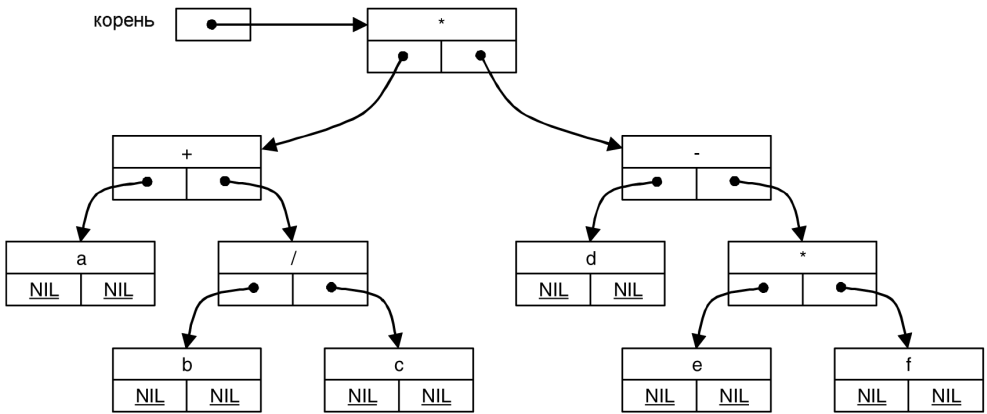 корень *
+ -
a / d *
NIL NIL NIL NIL
b c e f
NIL NIL NIL NIL NIL NIL NIL NIL